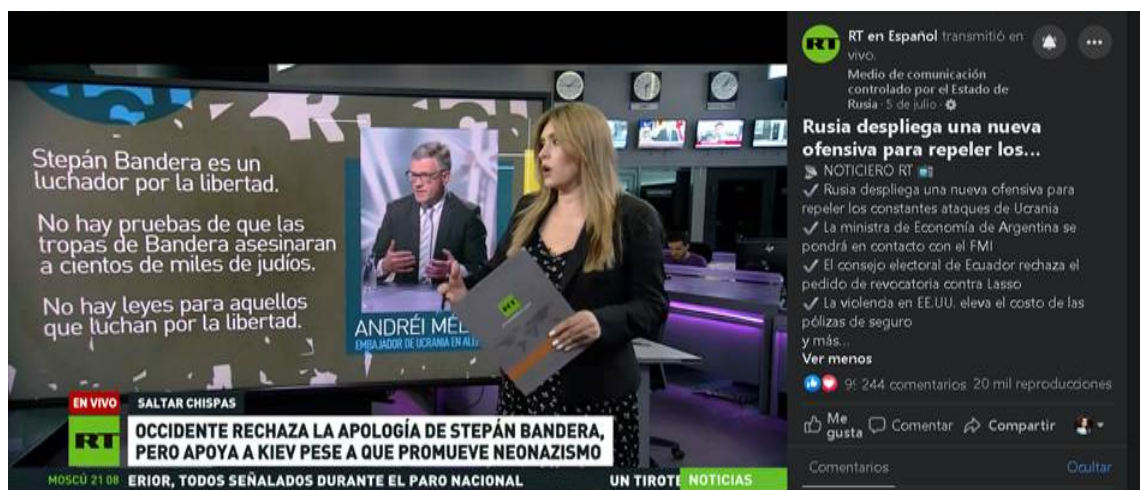 Stepán Bandera es un
luchador por la libertad.
No hay pruebas de que las
tropas de Bandera asesinaran
a cientos de miles de judíos.
No hay leyes para aquellos
que luchan por la libertad.
ANDRÉI
EMBAJADOR DE UCRANIA EN
RT
EN VIVO
SALTAR CHISPAS
RT
OCCIDENTE RECHAZA LA APOLOGÍA DE STEPÁN BANDERA,
PERO APOYA A KIEV PESE A QUE PROMUEVE NEONAZISMO
MOSCÚ 21 08
ERIOR, TODOS SEÑALADOS DURANTE EL PARO NACIONAL
UN TIROTE
NOTICIAS
RT
RT en Español transmitió en
vivo.
Medio de comunicación
controlado por el Estado de
Rusia · 5 de julio ·
Rusia despliega una nueva
ofensiva para repeler los...
NOTICIERO RT
✓ Rusia despliega una nueva ofensiva para
repeler los constantes ataques de Ucrania
✓ La ministra de Economía de Argentina se
pondrá en contacto con el FMI
✓ El consejo electoral de Ecuador rechaza el
pedido de revocatoria contra Lasso
✓ La violencia en EE.UU. eleva el costo de las
pólizas de seguro
y más...
Ver menos
244 comentarios 20 mil reproducciones
Me gusta
Comentar
Compartir
Comentarios
Ocultar